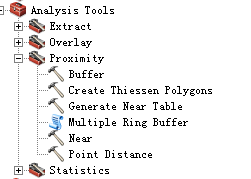 Analysis Tools
Extract
Overlay
Proximity
Buffer
Create Thiessen Polygons
Generate Near Table
Multiple Ring Buffer
Near
Point Distance
Statistics